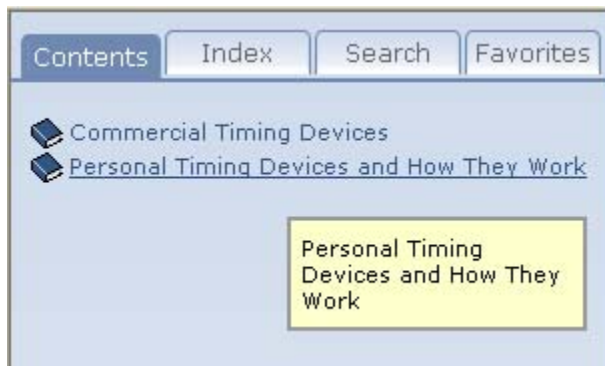 Contents Index Search Favorites
Commercial Timing Devices
Personal Timing Devices and How They Work
Personal Timing
Devices and How They
Work